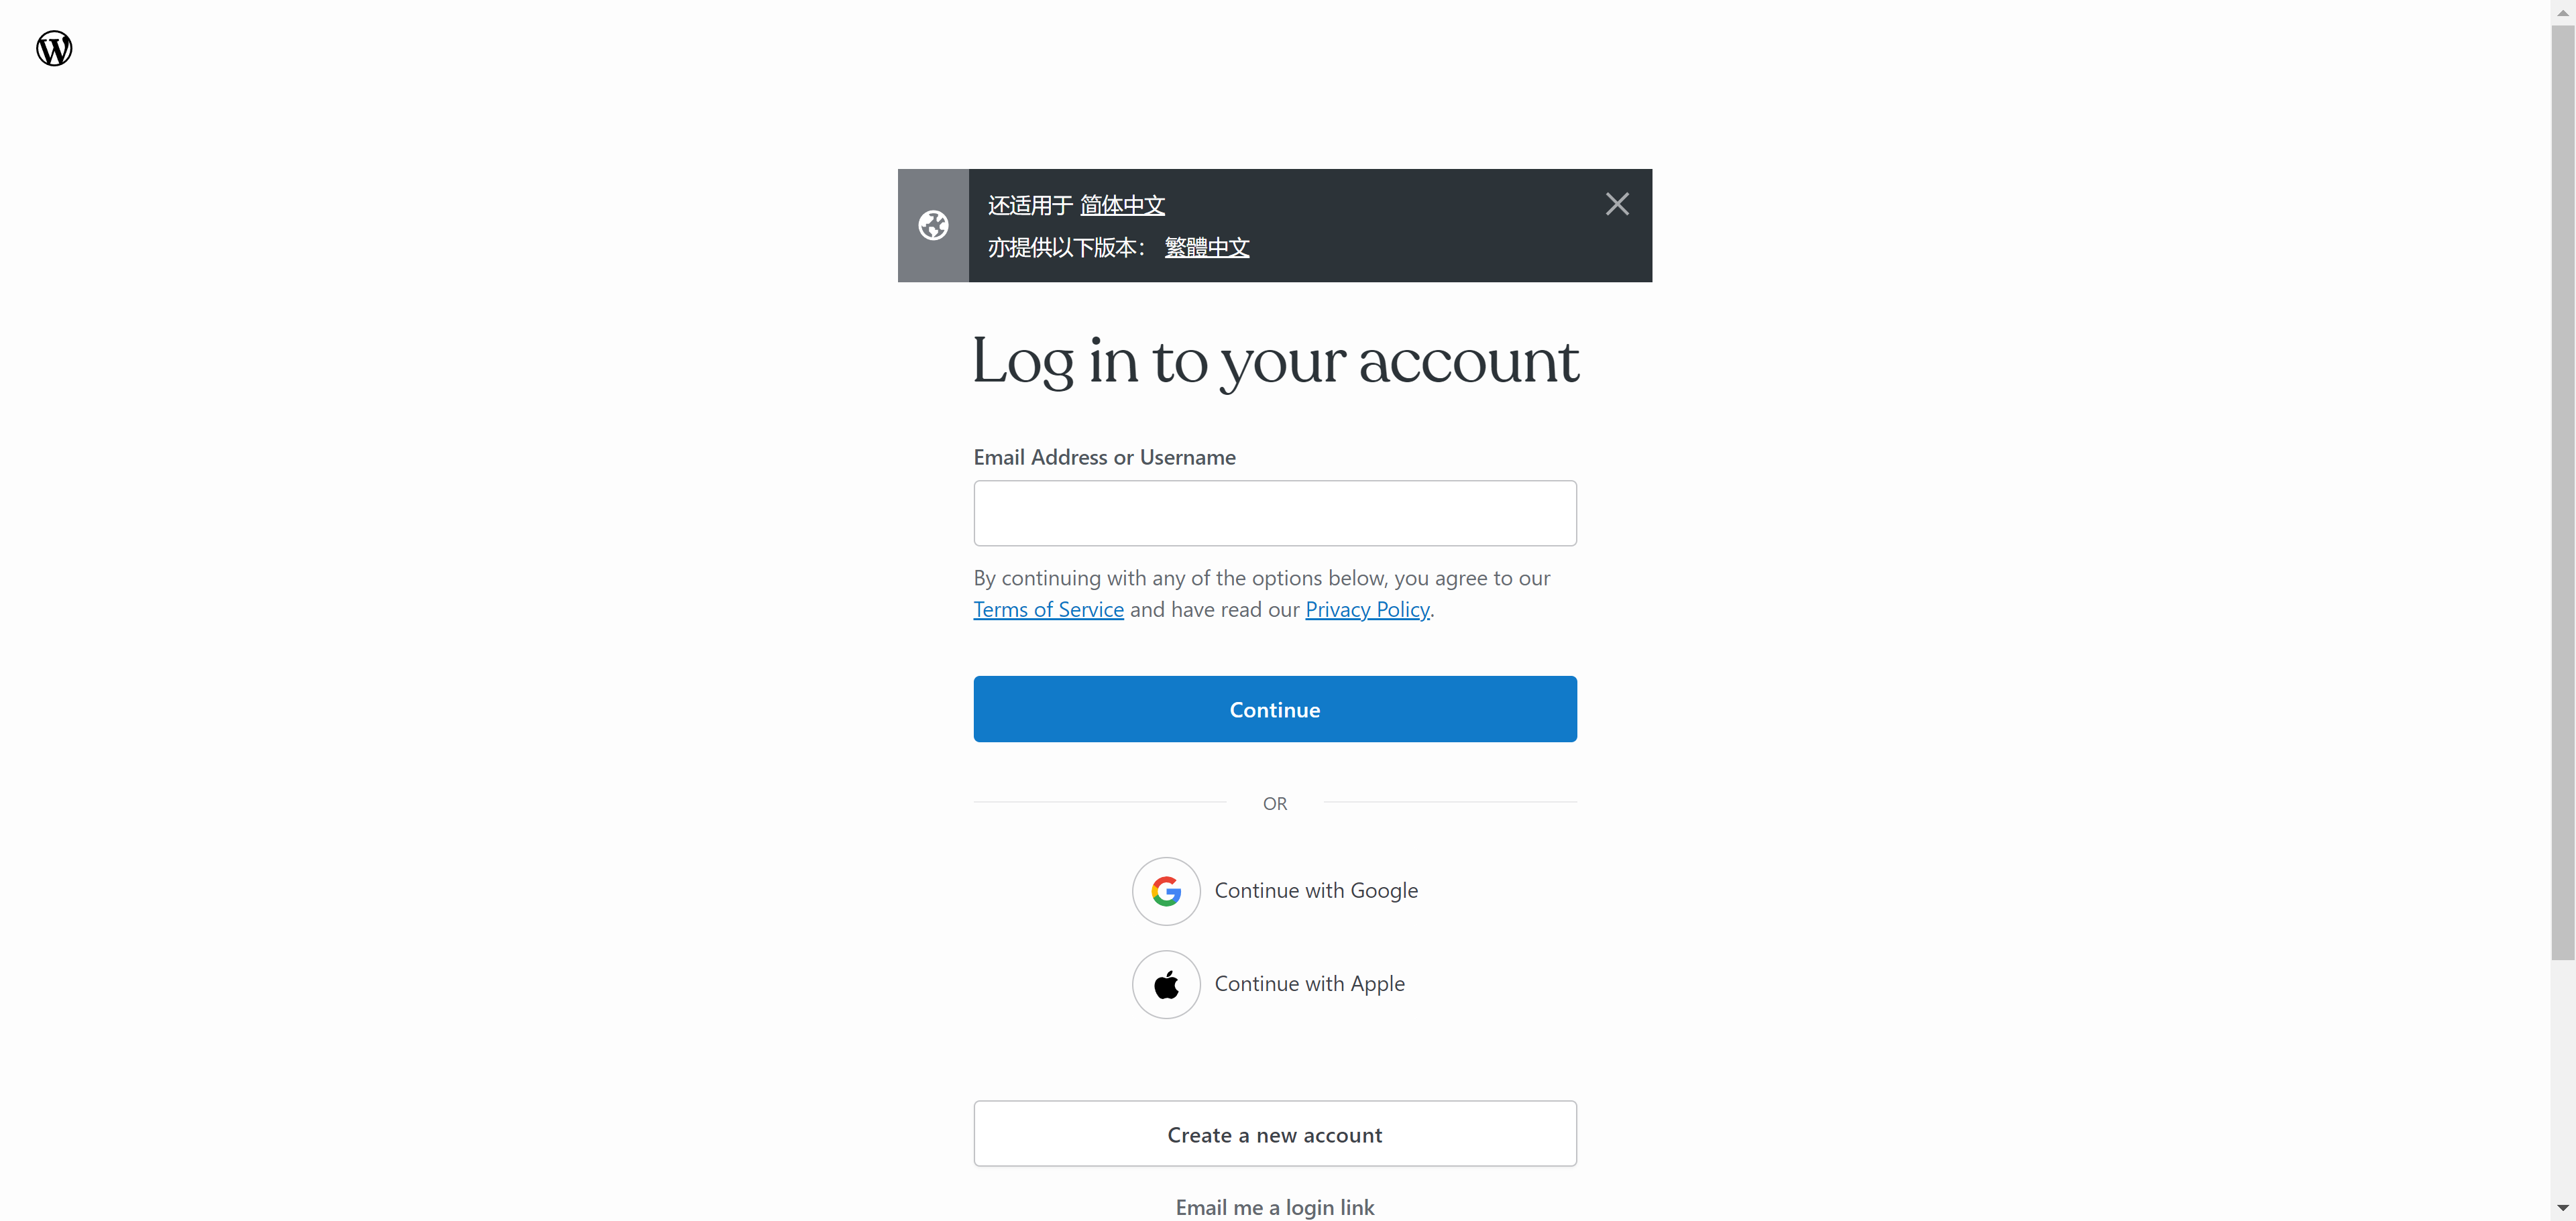 还适用于 简体中文
亦提供以下版本： 繁體中文
Log in to your account
Email Address or Username
By continuing with any of the options below, you agree to our
Terms of Service and have read our Privacy Policy.
Continue
OR
Continue with Google
Continue with Apple
Create a new account
Email me a login link